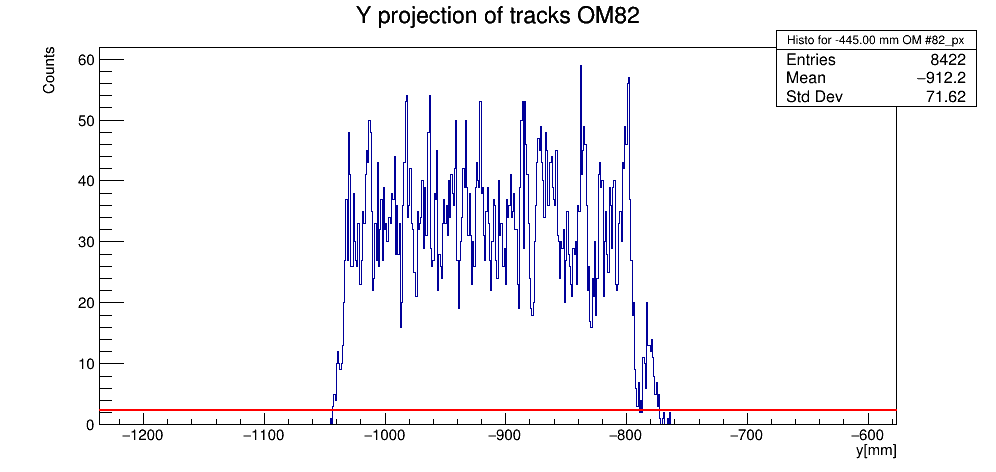 Y projection of tracks OM82
Histo for -445.00 mm OM #82_px
Entries 8422
Mean −912.2
Std Dev 71.62
Counts
60
50
40
30
20
10
0
−1200 −1100 −1000 −900 −800 −700 −600
y[mm]